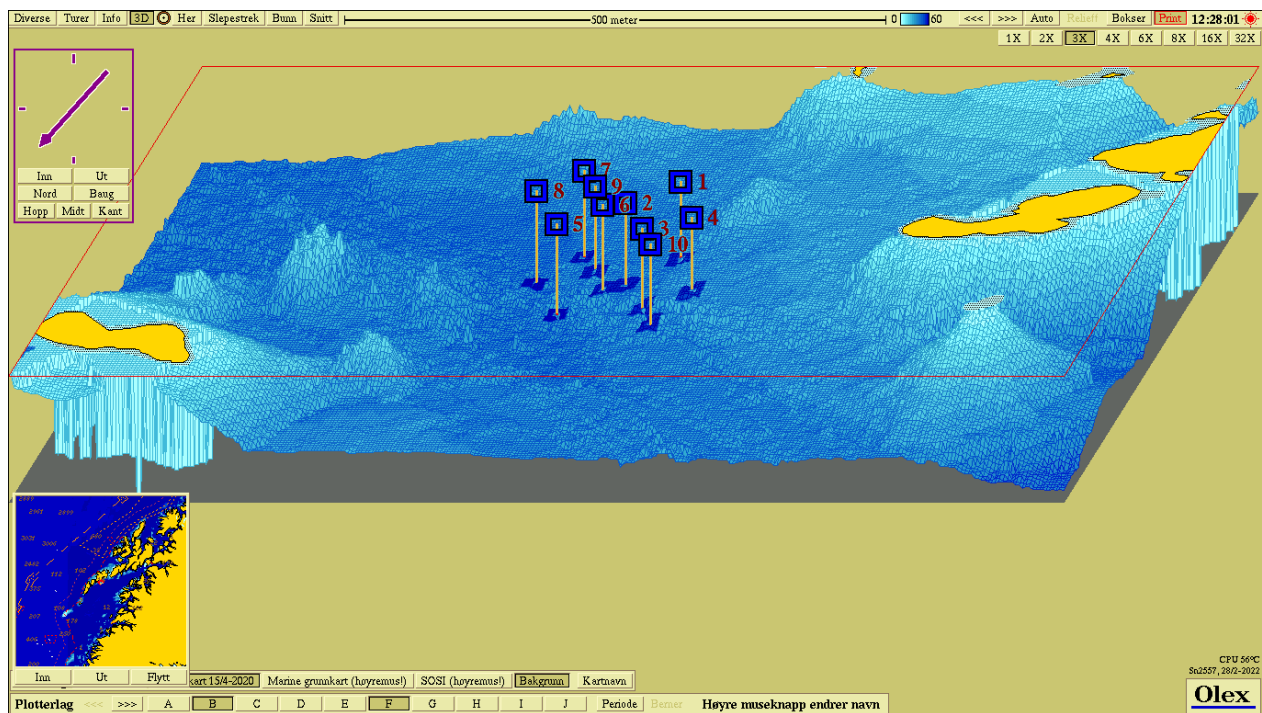 Diverse Turer Info 3D Her Slepestrek Bunn Snitt 500 meter 0 60 <<< >>> Auto Relieff Bokser Print 12:28:01
1X 2X 3X 4X 6X 8X 16X 32X
Inn Ut
Nord Baug
Hopp Midt Kant
7
8 9 1
6 2
5 3 4
10
Inn Ut Flytt
kart 15/4-2020 Marine grunnkart (høyremus!) SOSI (høyremus!) Bakgrunn Kartnavn
CPU 56°C
Sn2557, 28/2-2022
Olex
Plotterlag <<< >>> A B C D E F G H I J Periode Høyre museknapp endrer navn